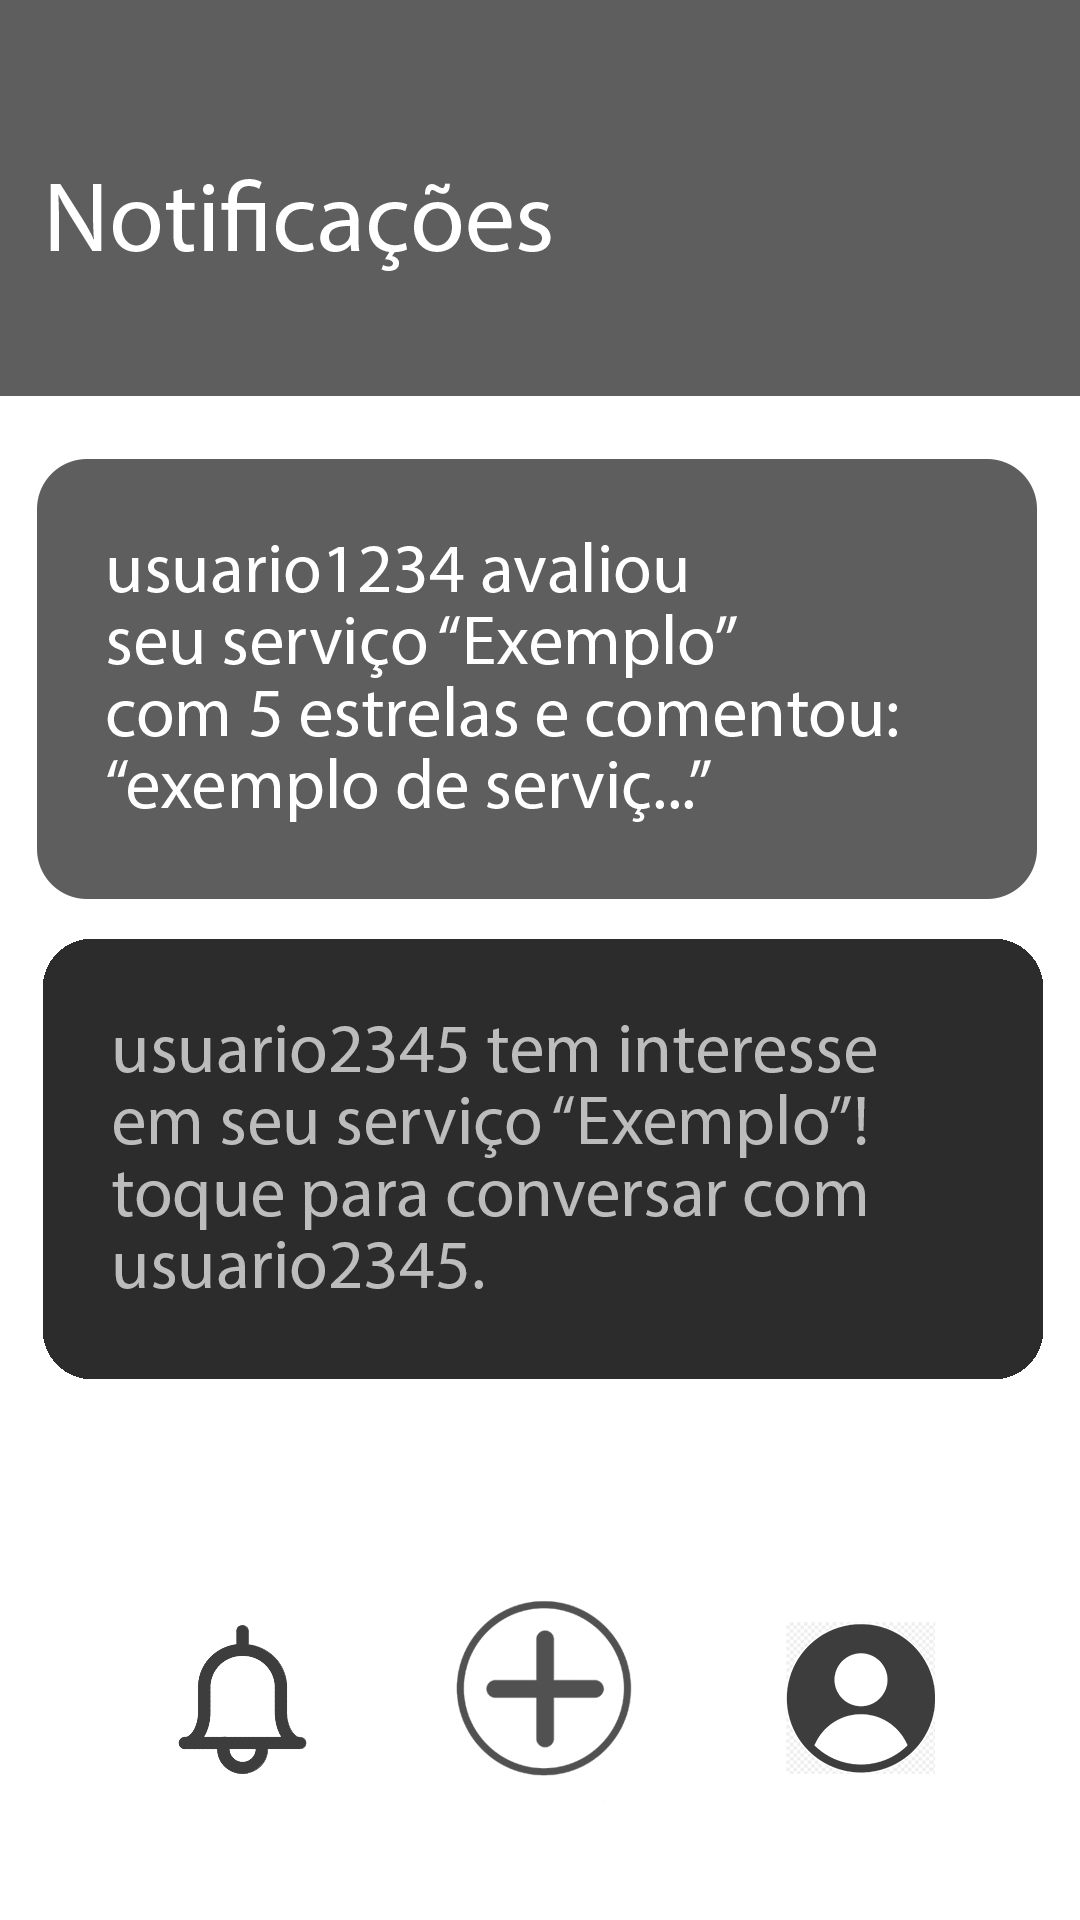 Notificações
usuario1234 avaliou
seu serviço “Exemplo”
com 5 estrelas e comentou:
“exemplo de serviç...”
usuario2345 tem interesse
em seu serviço “Exemplo”!
toque para conversar com
usuario2345.